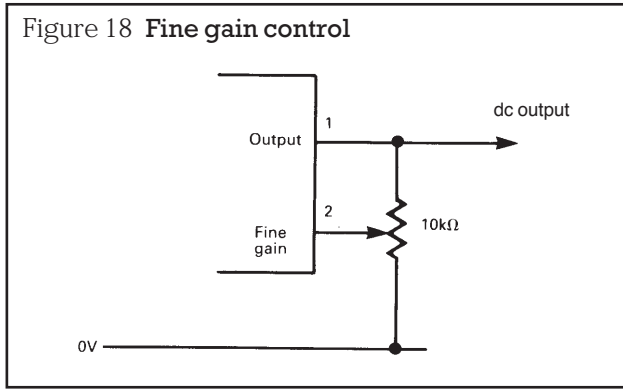 Figure 18 Fine gain control
dc output
1
Output
2
10kΩ
Fine
gain
0V